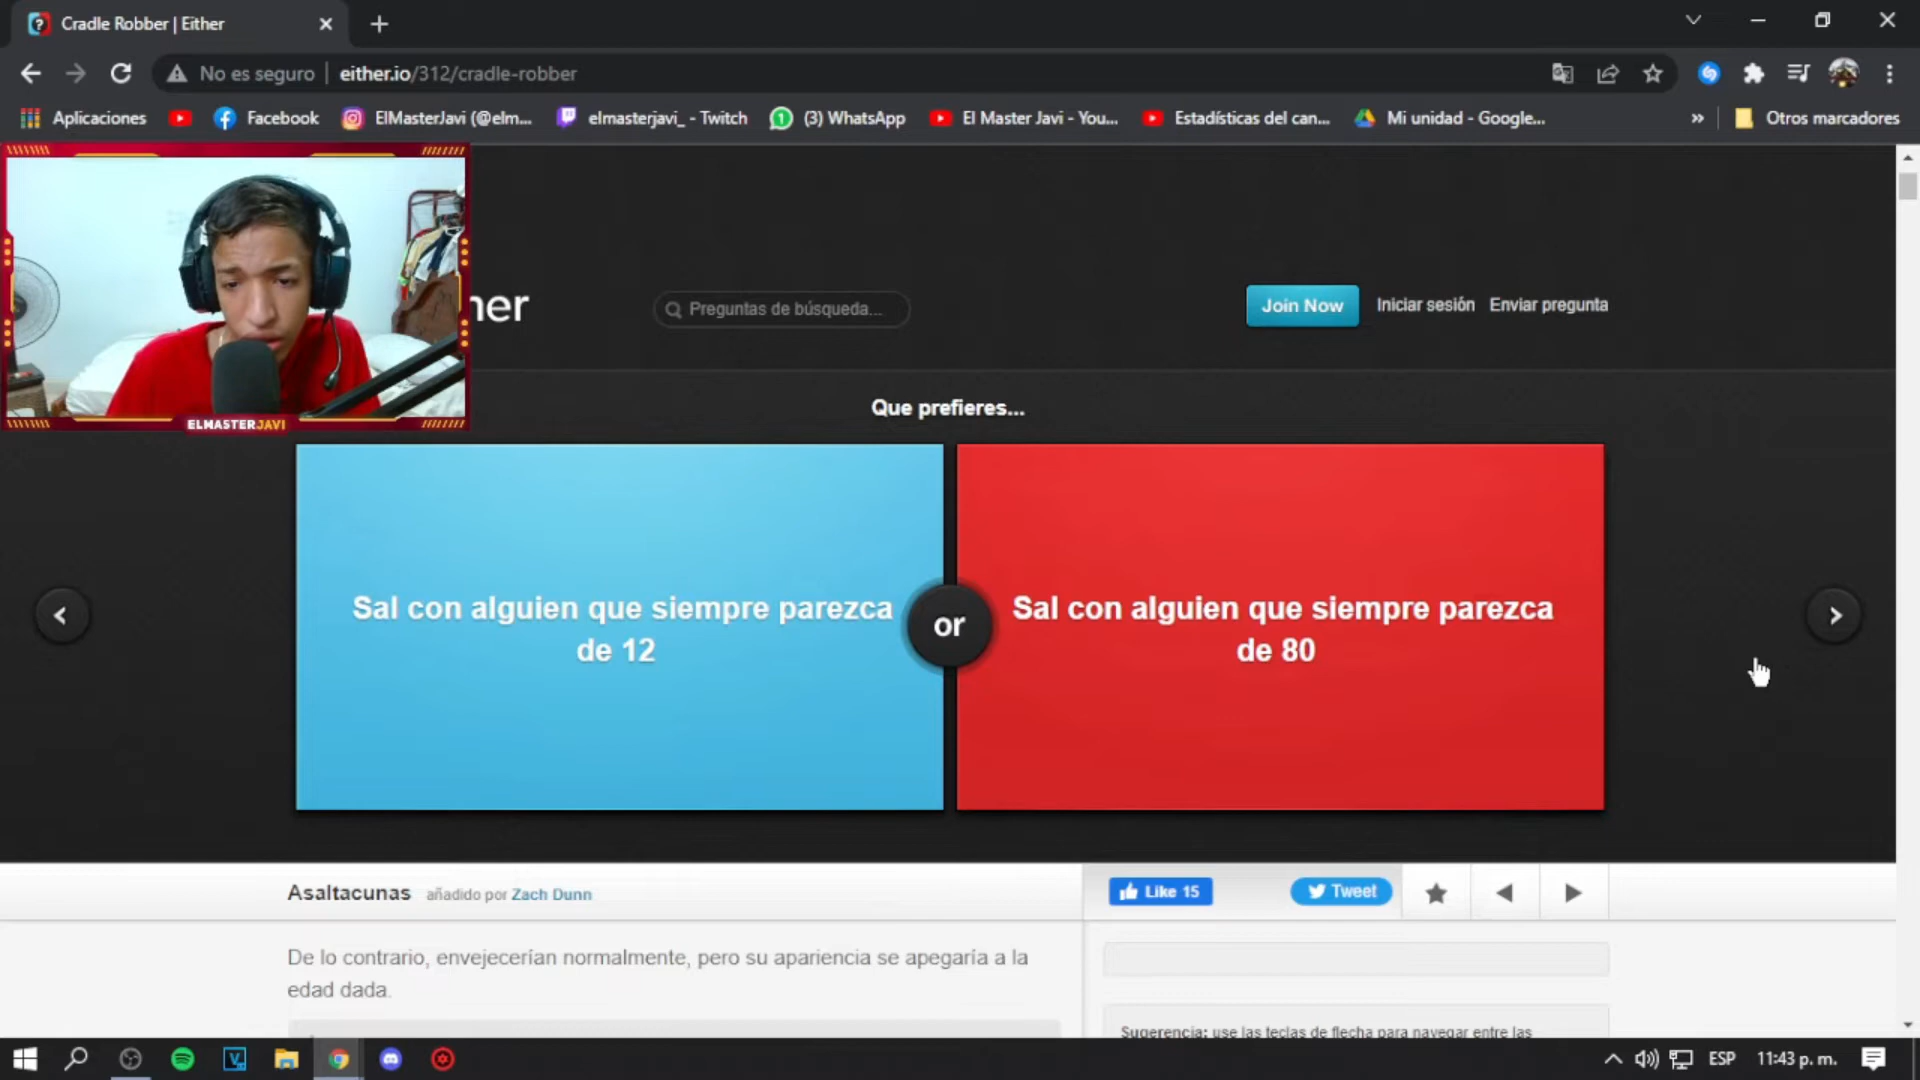 Cradle Robber | Either
No es seguro | either.io/312/cradle-robber
Aplicaciones Facebook ElMasterJavi (@elm... elmasterjavi_ - Twitch (3) WhatsApp El Master Javi - You... Estadísticas del can... Mi unidad - Google... » Otros marcadores
her
Preguntas de búsqueda...
Join Now Iniciar sesión Enviar pregunta
ELMASTERJAVI
Que prefieres...
Sal con alguien que siempre parezca
de 12
or
Sal con alguien que siempre parezca
de 80
Asaltacunas añadido por Zach Dunn
Like 15 Tweet
De lo contrario, envejecerían normalmente, pero su apariencia se apegaría a la
edad dada.
Sugerencia: use las teclas de flecha para navegar entre las
ESP 11:43 p. m.